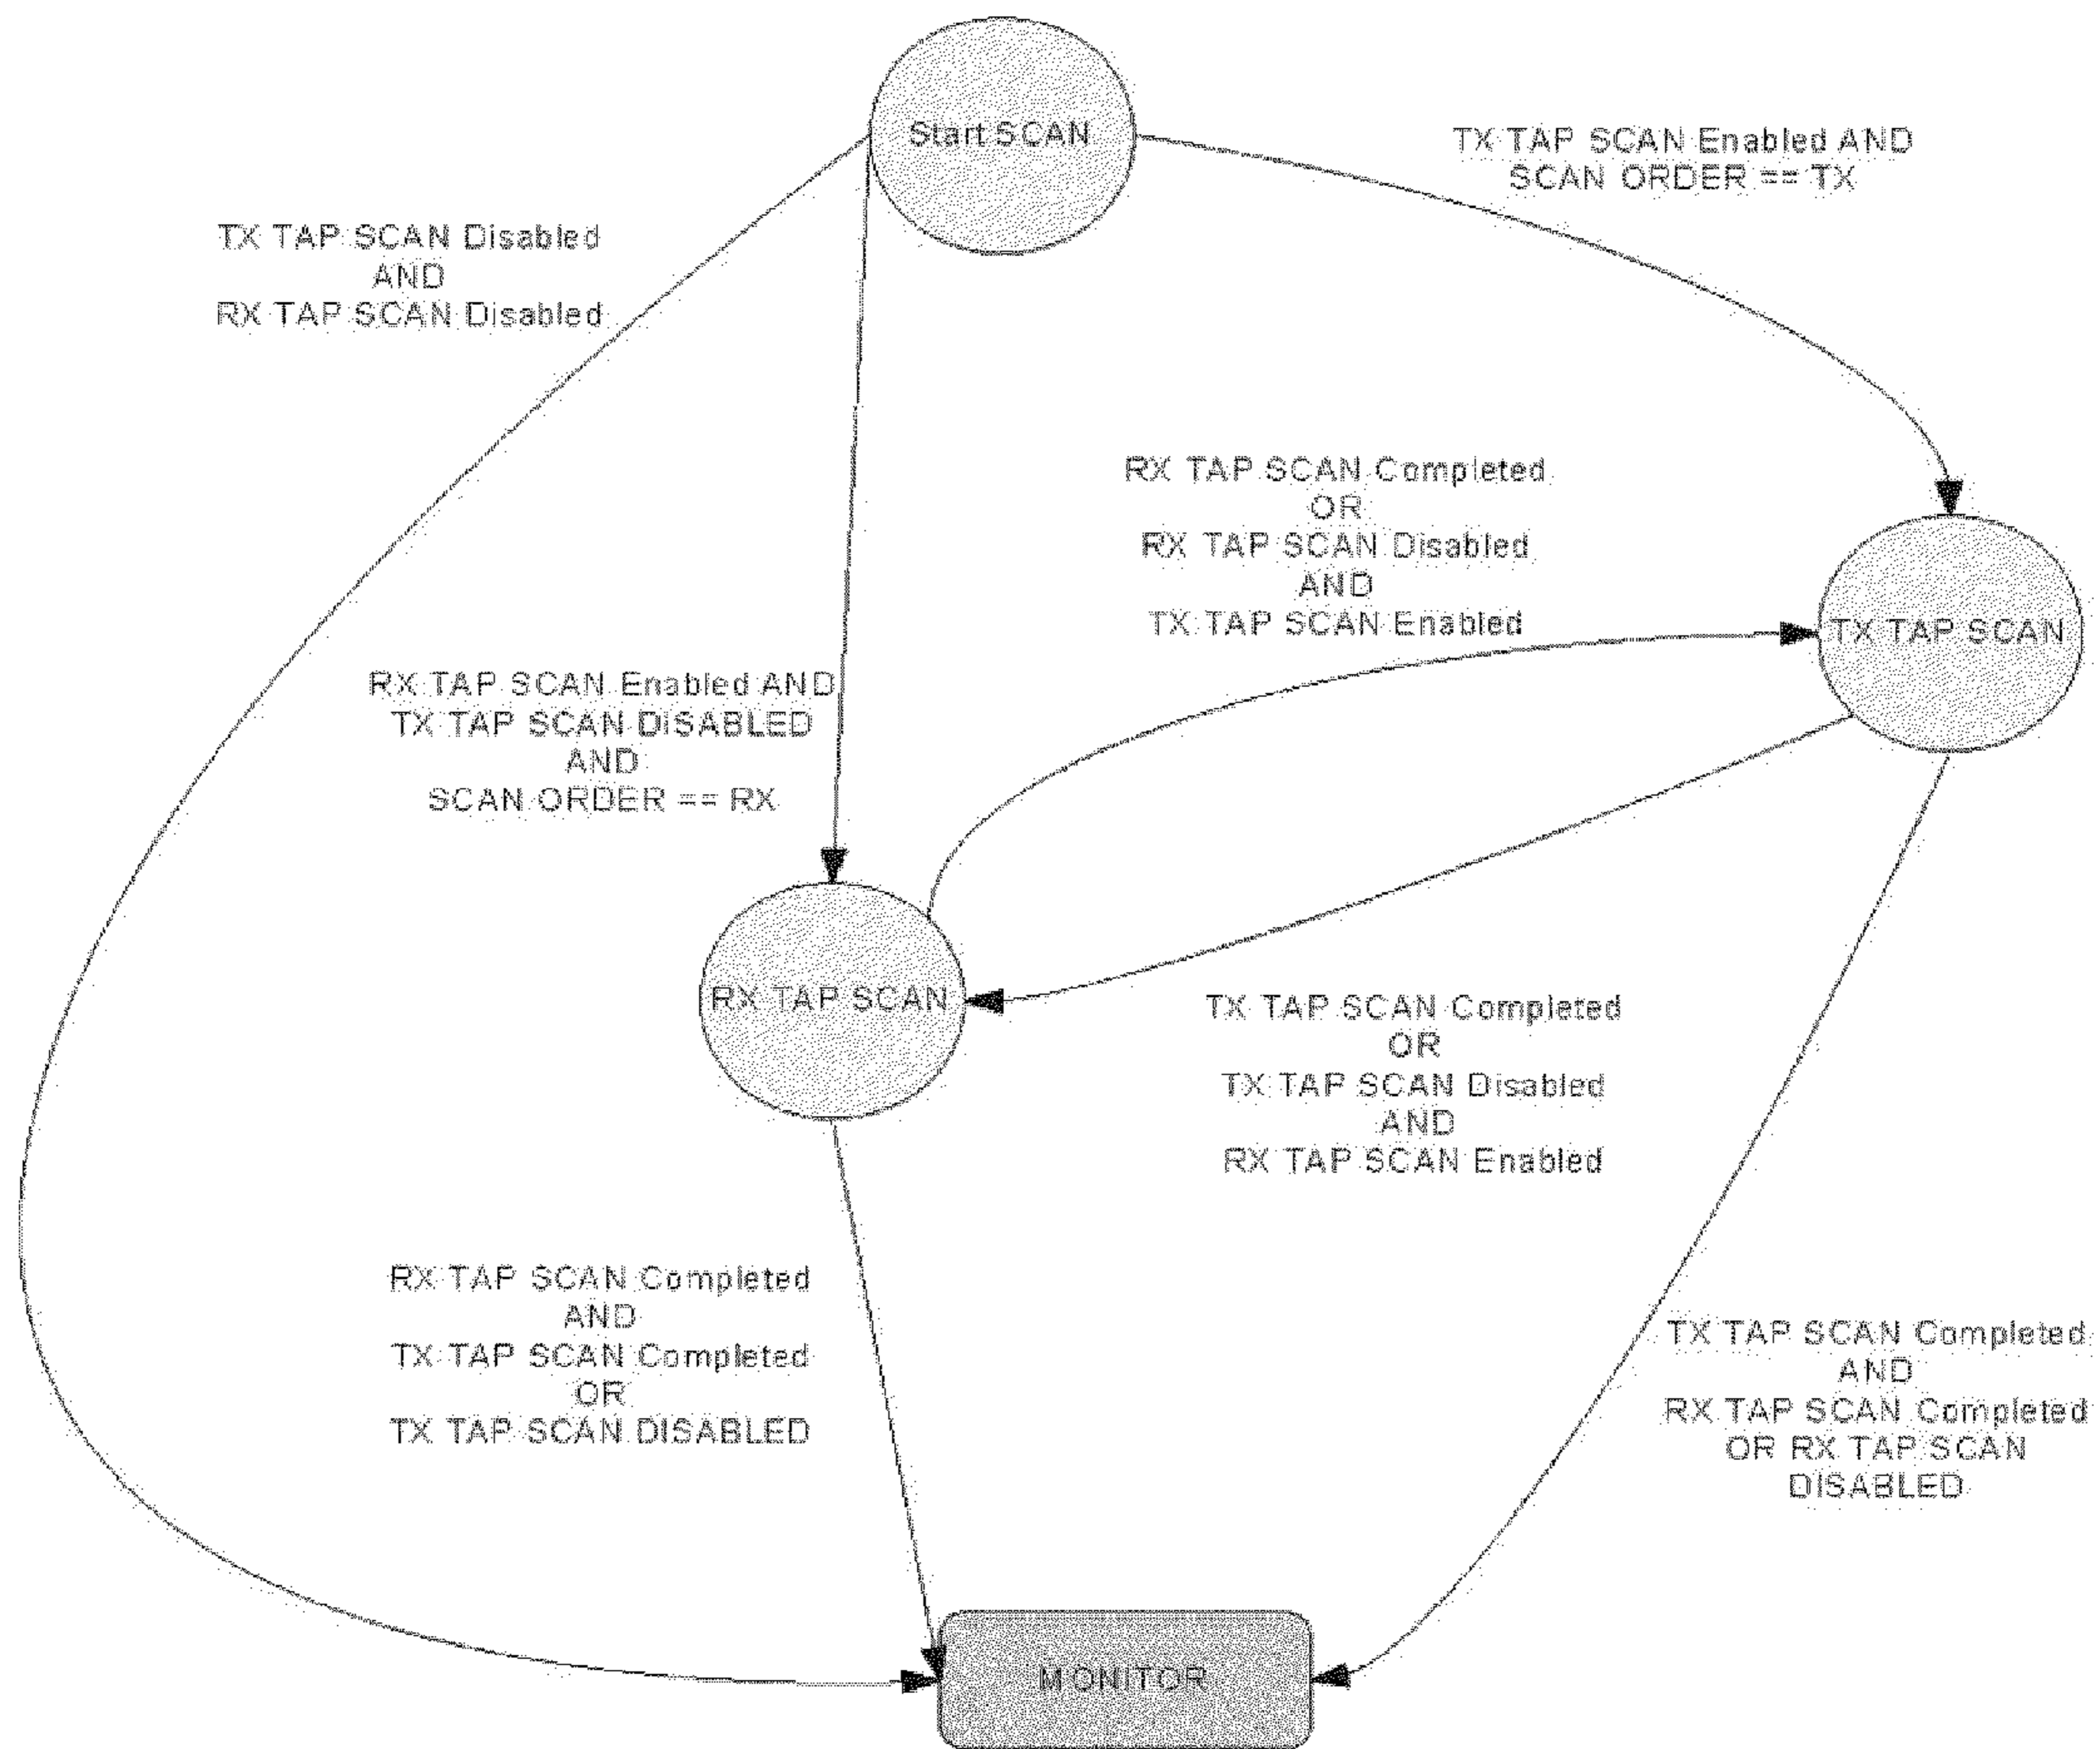 Start SCAN
TX TAP SCAN Enabled AND
SCAN ORDER == TX
TX TAP SCAN Disabled
AND
RX TAP SCAN Disabled
RX TAP SCAN Completed
OR
RX TAP SCAN Disabled
AND
TX TAP SCAN Enabled
TX TAP SCAN
RX TAP SCAN Enabled AND
TX TAP SCAN DISABLED
AND
SCAN ORDER == RX
RX TAP SCAN
TX TAP SCAN Completed
OR
TX TAP SCAN Disabled
AND
RX TAP SCAN Enabled
RX TAP SCAN Completed
AND
TX TAP SCAN Completed
OR
TX TAP SCAN DISABLED
TX TAP SCAN Completed
AND
RX TAP SCAN Completed
OR RX TAP SCAN
DISABLED
MONITOR